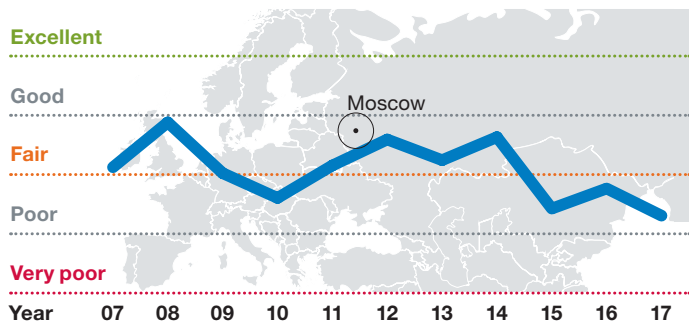 Excellent
Good
Moscow
Fair
Poor
Very poor
Year 07 08 09 10 11 12 13 14 15 16 17